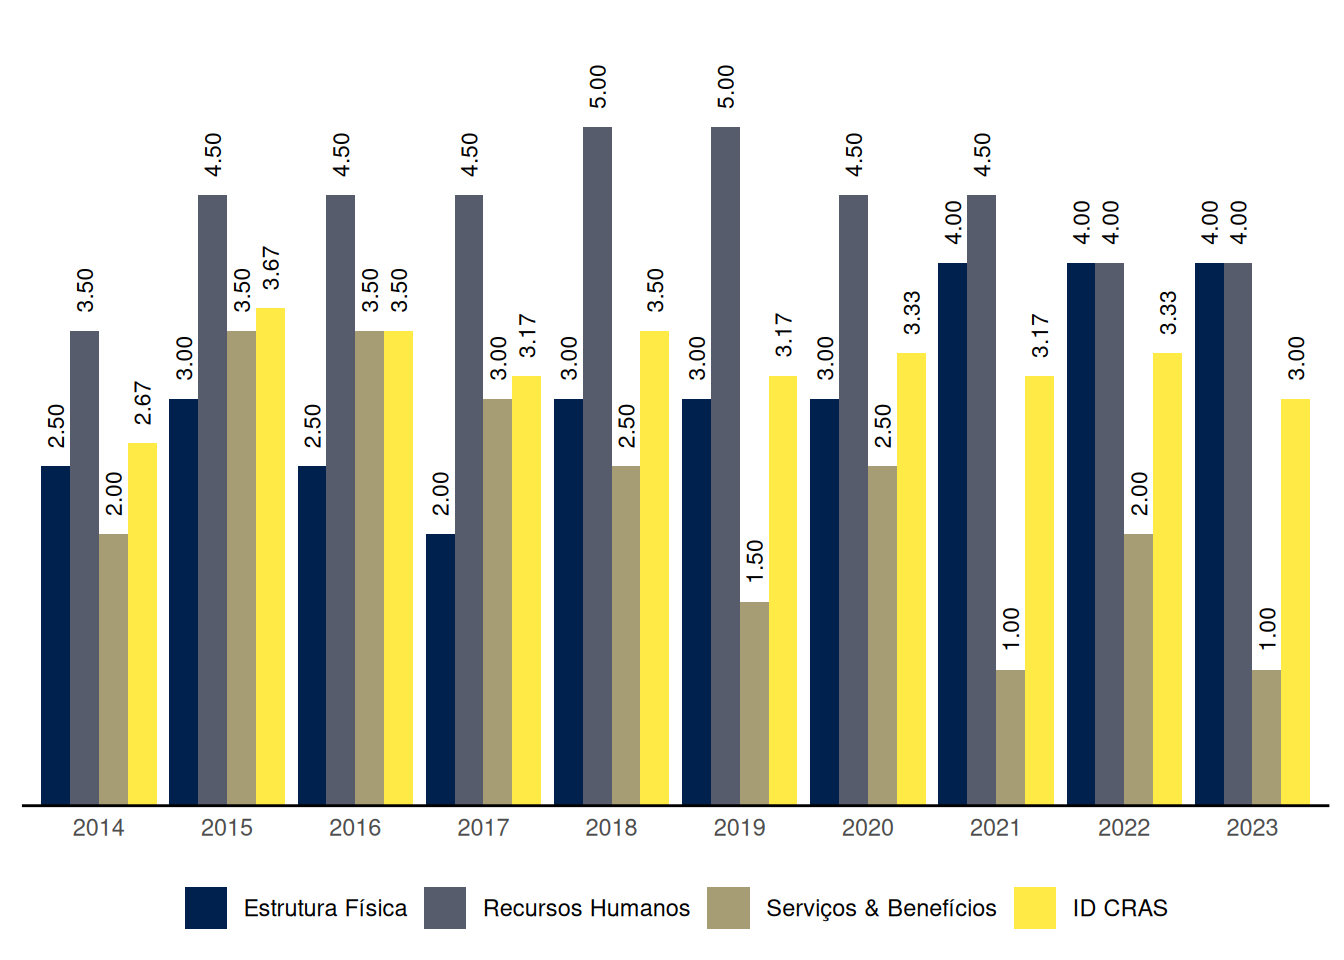 5.00 5.00
4.50 4.50 4.50 4.50 4.50
4.00 4.00 4.00 4.00 4.00
3.50 3.50 3.67 3.50 3.50 3.50
3.00 3.00 3.17 3.00 3.00 3.17 3.00 3.33 3.17 3.33 3.00
2.50 2.67 2.50 2.50 2.50
2.00 2.00 2.00
1.50
1.00 1.00
2014 2015 2016 2017 2018 2019 2020 2021 2022 2023
Estrutura Física Recursos Humanos Serviços & Benefícios ID CRAS